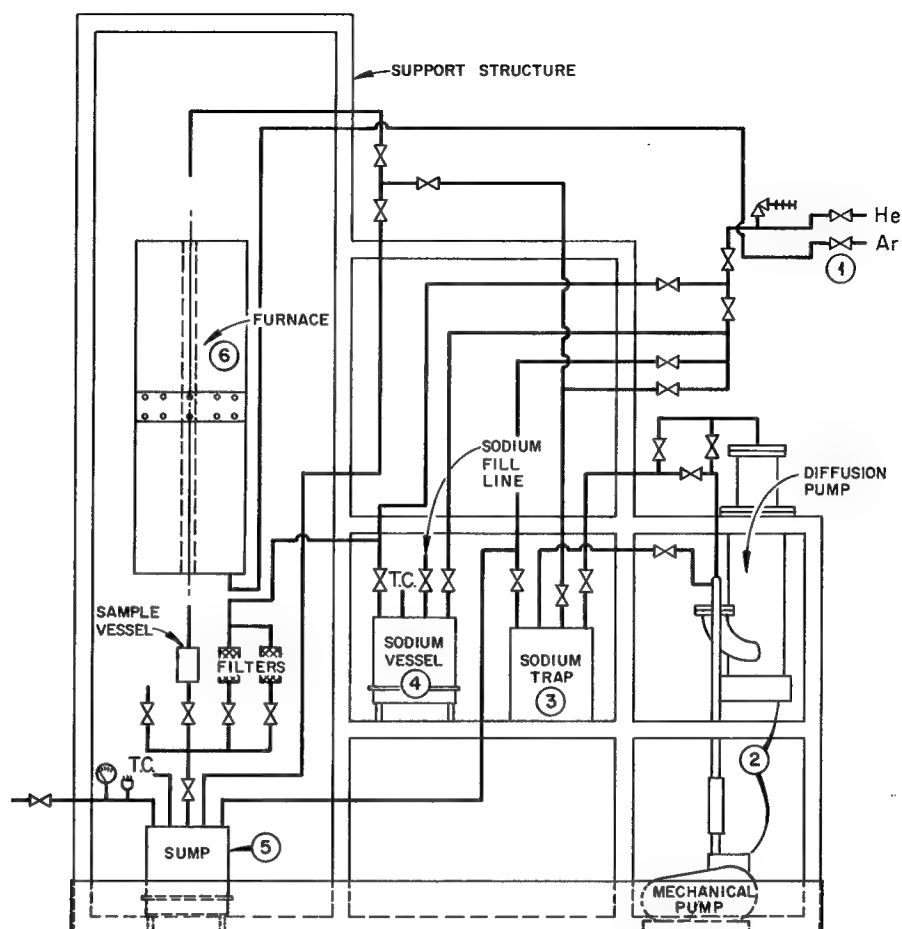 SUPPORT STRUCTURE
He
Ar
1
FURNACE
6
SODIUM
FILL
LINE
DIFFUSION
PUMP
T.C.
SAMPLE
VESSEL
FILTERS
SODIUM
VESSEL
4
SODIUM
TRAP
3
T.C.
2
SUMP
5
MECHANICAL
PUMP